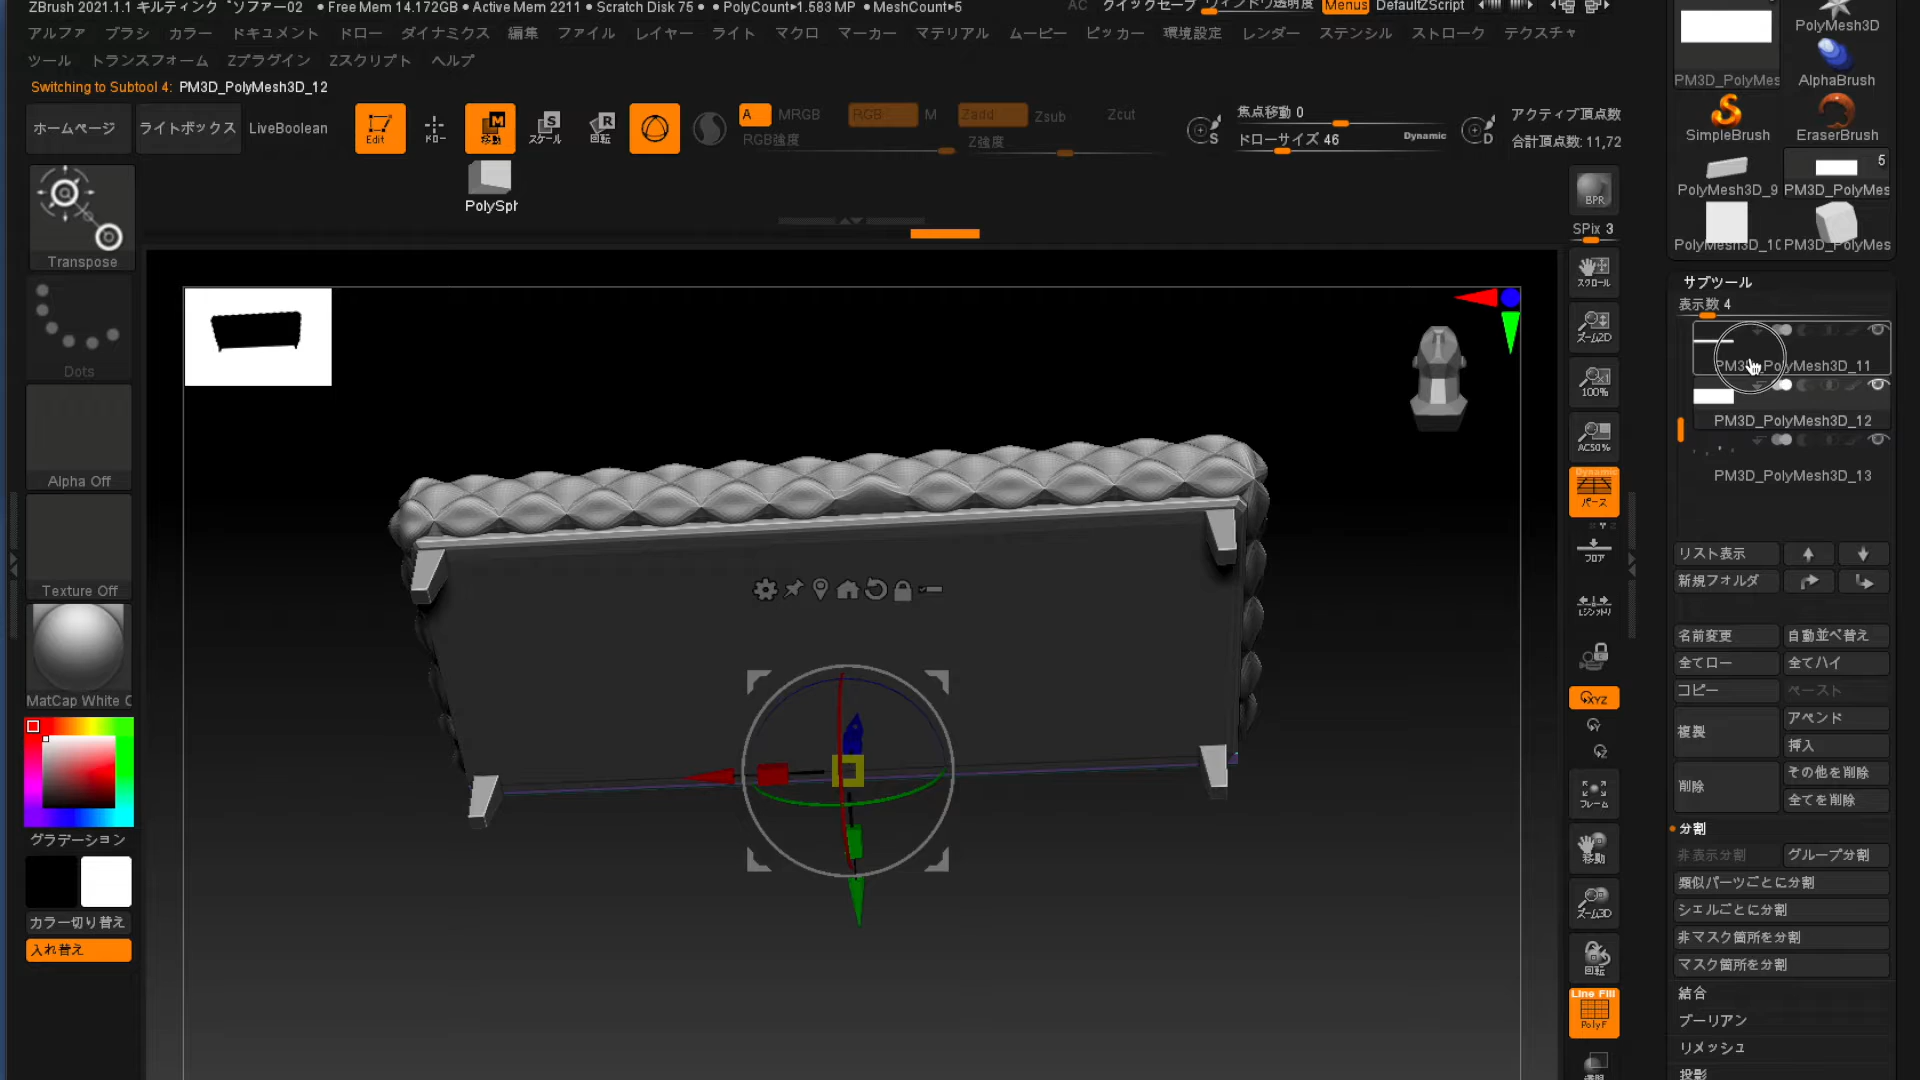 ZBrush 2021.1.1 キルティング゛ソファー02 • Free Mem 14.172GB • Active Mem 2211 • Scratch Disk 75 • • PolyCount▸1.583 MP • MeshCount▸5
AC クイックセーブ ウィンドウ透明度 Menus DefaultZScript
アルファ ブラシ カラー ドキュメント ドロー ダイナミクス 編集 ファイル レイヤー ライト マクロ マーカー マテリアル ムービー ピッカー 環境設定 レンダー ステンシル ストローク テクスチャ
ツール トランスフォーム Zプラグイン Zスクリプト ヘルプ
Switching to Subtool 4: PM3D_PolyMesh3D_12
ホームページ ライトボックス LiveBoolean
Edit ドロー 移動 スケール 回転
A MRGB RGB M Zadd Zsub Zcut
RGB強度 Z強度
焦点移動 0
ドローサイズ 46 Dynamic
S D
アクティブ頂点数
合計頂点数: 11,72
PolySph
Transpose
Dots
Alpha Off
Texture Off
MatCap White C
グラデーション
カラー切り替え
入れ替え
BPR
SPix 3
スクロール
ズーム2D
100%
AC50%
Dynamic
パース
フロア
XYZ
フレーム
移動
ズーム3D
回転
Line Fill
PolyF
PM3D_PolyMes PolyMesh3D
AlphaBrush
SimpleBrush EraserBrush
5
PolyMesh3D_9 PM3D_PolyMes
PolyMesh3D_10 PM3D_PolyMes
サブツール
表示数 4
PM3D_PolyMesh3D_11
PM3D_PolyMesh3D_12
PM3D_PolyMesh3D_13
リスト表示
新規フォルダ
名前変更 自動並べ替え
全てロー 全てハイ
コピー ペースト
複製 アペンド
挿入
削除 その他を削除
全てを削除
分割
非表示分割 グループ分割
類似パーツごとに分割
シェルごとに分割
非マスク箇所を分割
マスク箇所を分割
結合
ブーリアン
リメッシュ
投影